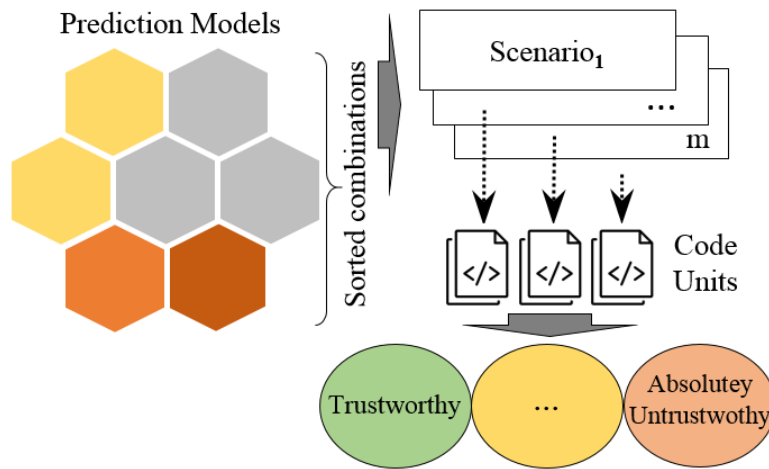 Prediction Models
Sorted combinations
Scenario1
...
m
</>
</>
</>
Code
Units
Trustworthy
...
Absolutey
Untrustwothy